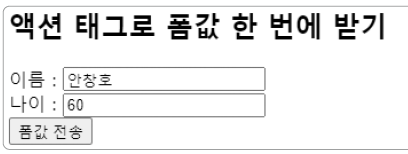 액션 태그로 폼값 한 번에 받기
이름 : 안창호
나이 : 60
폼값 전송